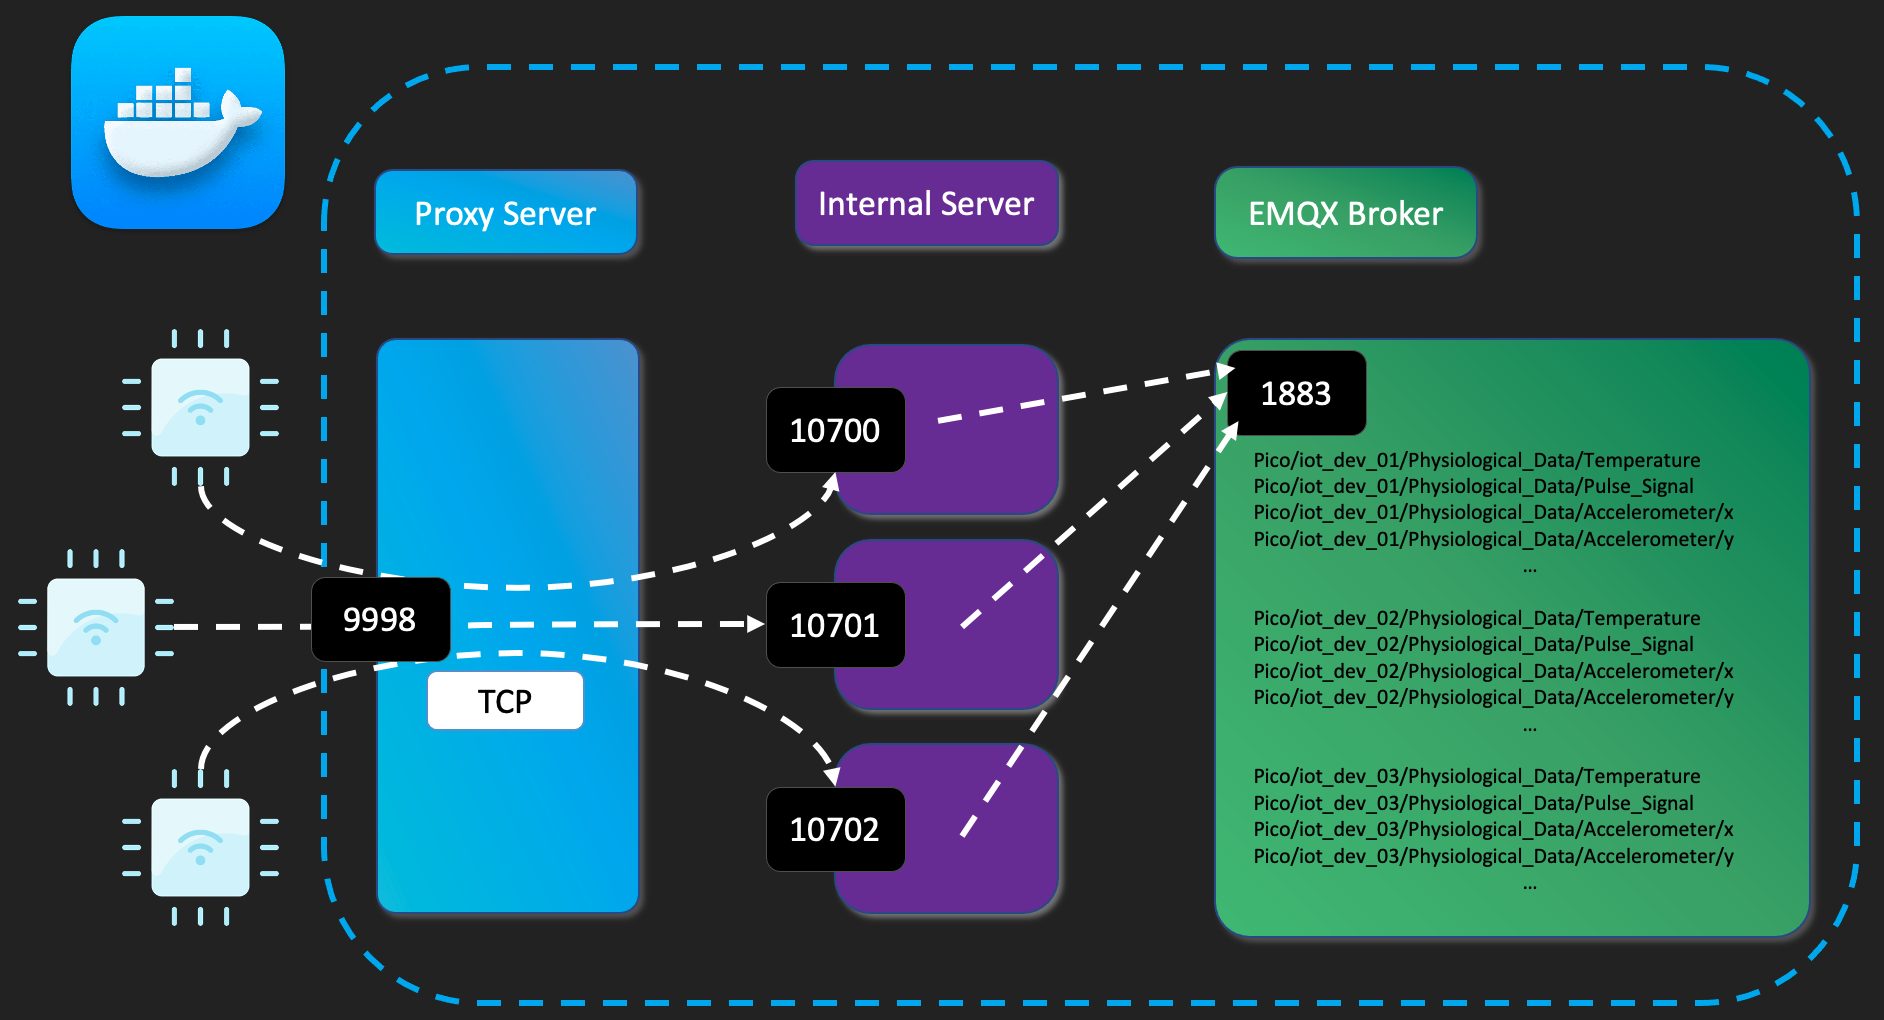 Proxy Server
Internal Server
EMQX Broker
9998
TCP
10700
10701
10702
1883
Pico/iot_dev_01/Physiological_Data/Temperature
Pico/iot_dev_01/Physiological_Data/Pulse_Signal
Pico/iot_dev_01/Physiological_Data/Accelerometer/x
Pico/iot_dev_01/Physiological_Data/Accelerometer/y
...
Pico/iot_dev_02/Physiological_Data/Temperature
Pico/iot_dev_02/Physiological_Data/Pulse_Signal
Pico/iot_dev_02/Physiological_Data/Accelerometer/x
Pico/iot_dev_02/Physiological_Data/Accelerometer/y
...
Pico/iot_dev_03/Physiological_Data/Temperature
Pico/iot_dev_03/Physiological_Data/Pulse_Signal
Pico/iot_dev_03/Physiological_Data/Accelerometer/x
Pico/iot_dev_03/Physiological_Data/Accelerometer/y
...